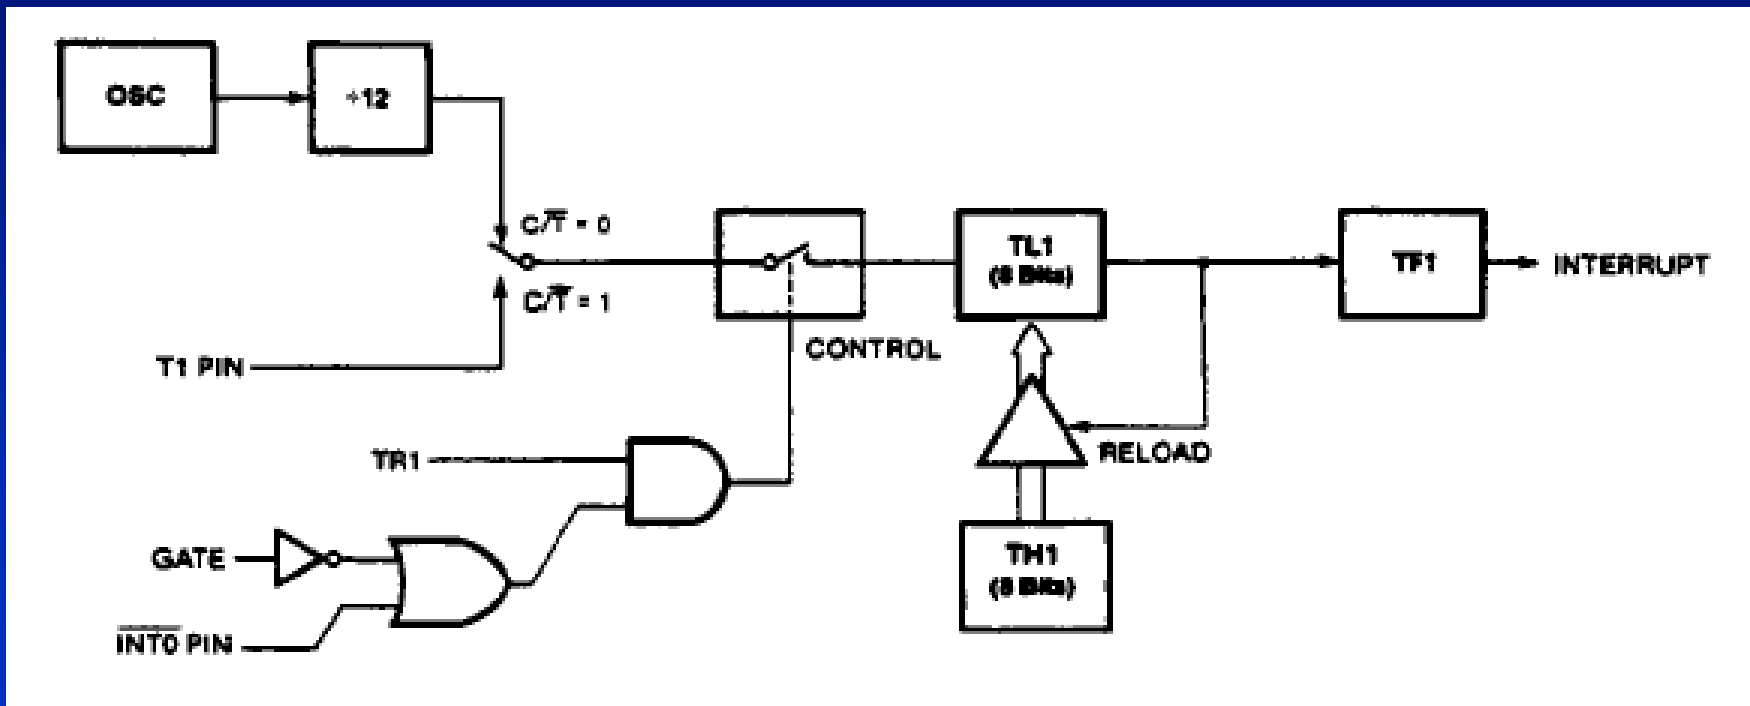 OSC
÷12
C/T̅ = 0
C/T̅ = 1
T1 PIN
CONTROL
TL1
(8 Bits)
TF1
INTERRUPT
RELOAD
TR1
GATE
I̅N̅T̅0̅ PIN
TH1
(8 Bits)